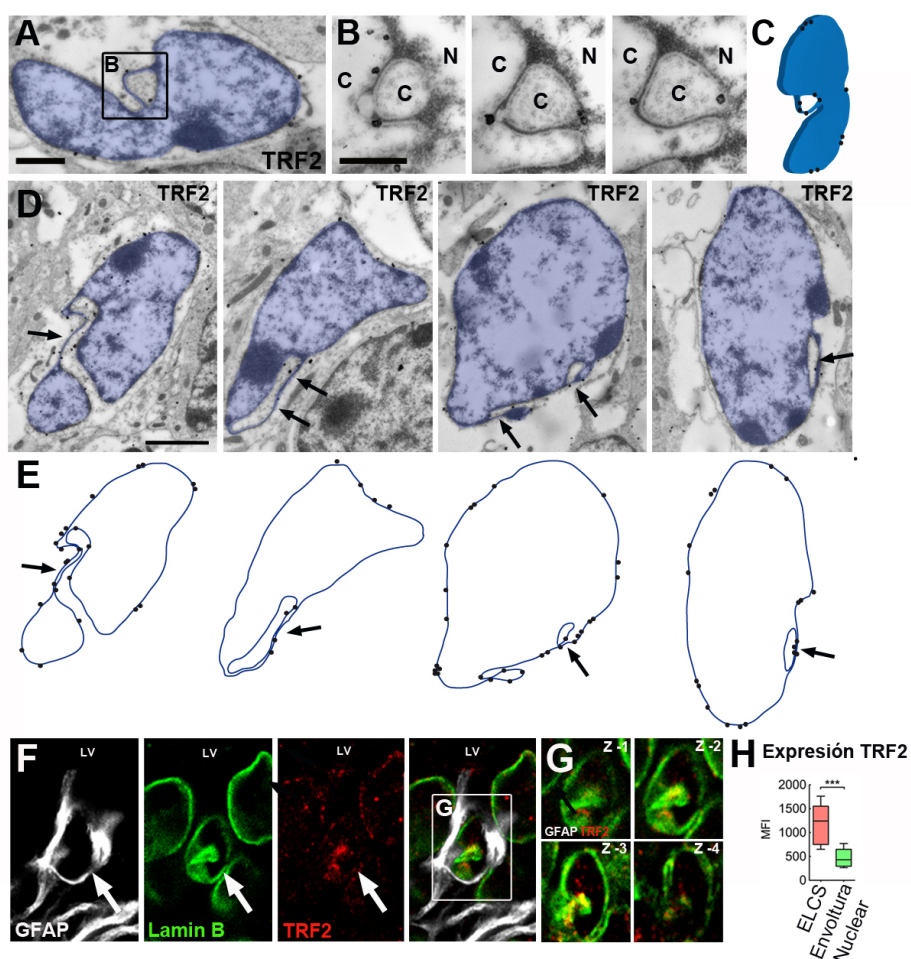 A
B
TRF2
B
C
N
C
C
N
C
C
N
C
C
D
TRF2
TRF2
TRF2
TRF2
E
F
LV
GFAP
LV
Lamin B
LV
TRF2
LV
G
G
Z -1
GFAP TRF2
Z -2
Z -3
Z -4
H
Expresión TRF2
MFI
2000
1500
1000
500
0
***
ELCS
Envoltura
Nuclear